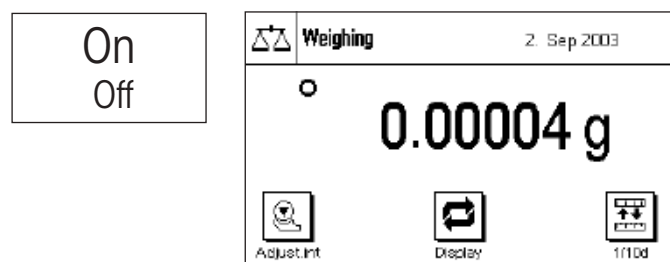 On
Off
Weighing
2. Sep 2003
0.00004 g
Adjust.int
Display
1/10d